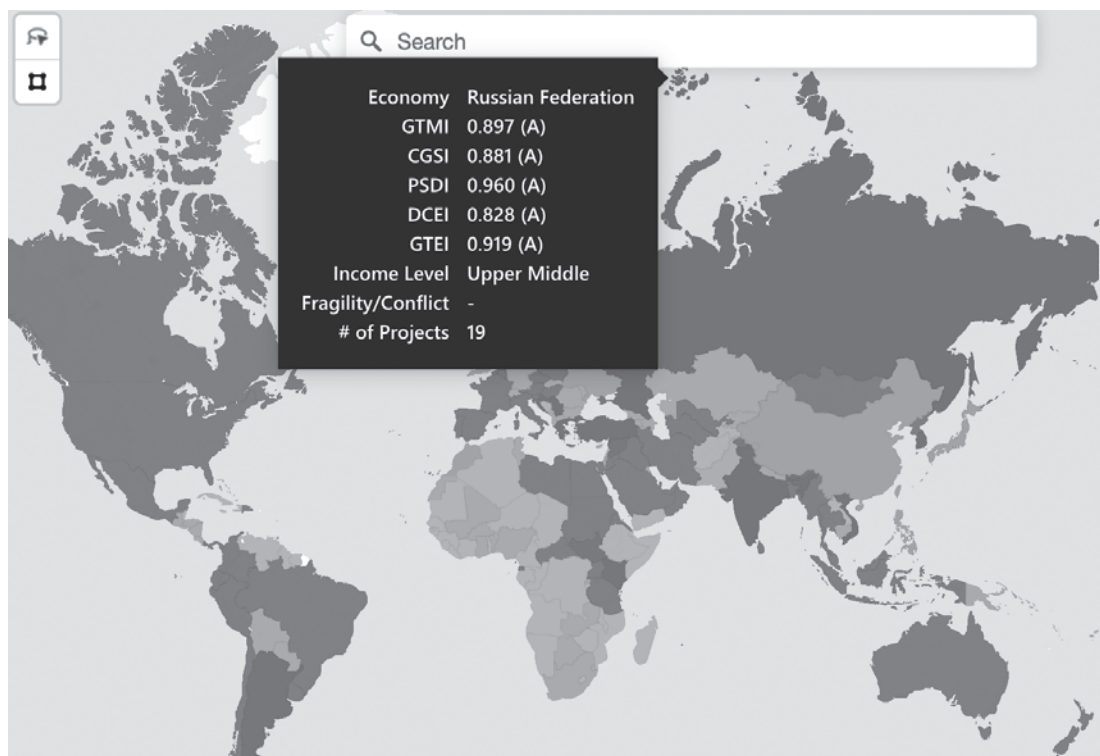 Search
Economy Russian Federation
GTMI 0.897 (A)
CGSI 0.881 (A)
PSDI 0.960 (A)
DCEI 0.828 (A)
GTEI 0.919 (A)
Income Level Upper Middle
Fragility/Conflict -
# of Projects 19